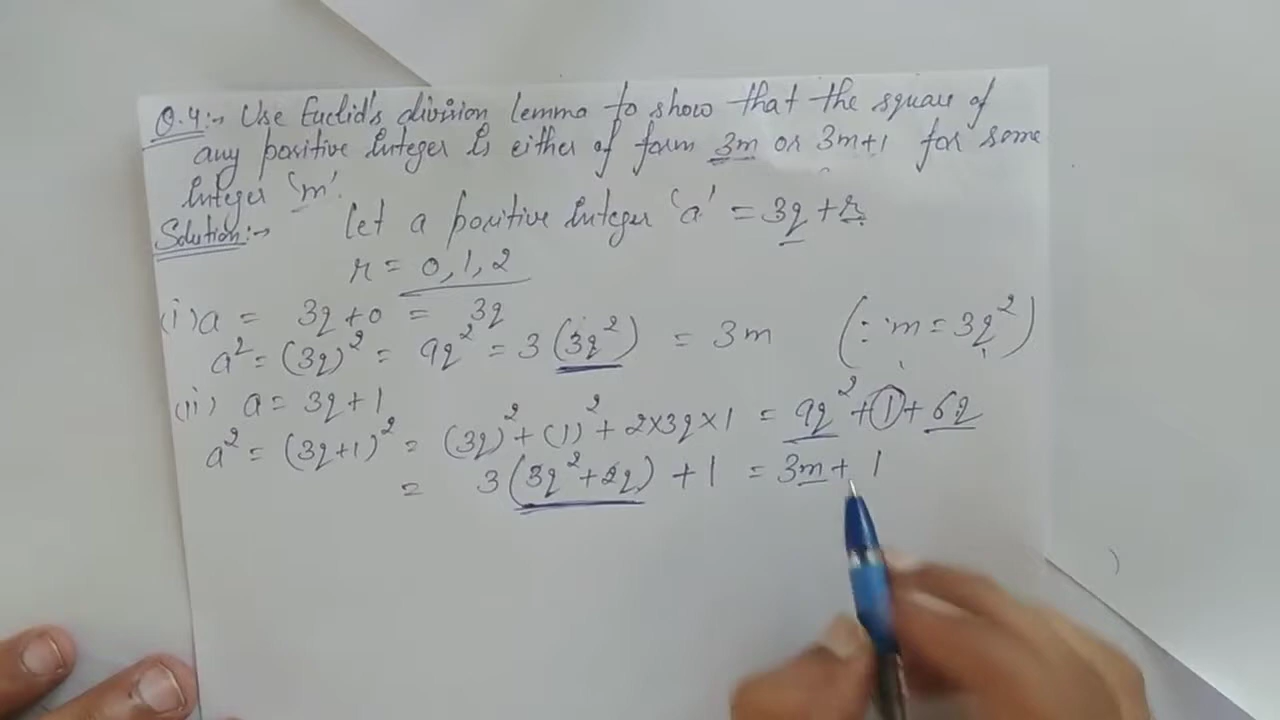 Q.4:→ Use Euclid's division lemma to show that the square of
any positive integer is either of form 3m or 3m+1 for some
integer 'm'.
Solution:→ let a positive integer 'a' = 3q + r
r = 0, 1, 2
(i) a = 3q + 0 = 3q
a² = (3q)² = 9q² = 3(3q²) = 3m (∵ m = 3q²)
(ii) a = 3q + 1
a² = (3q+1)² = (3q)² + (1)² + 2×3q×1 = 9q² + 1 + 6q
= 3(3q² + 2q) + 1 = 3m + 1